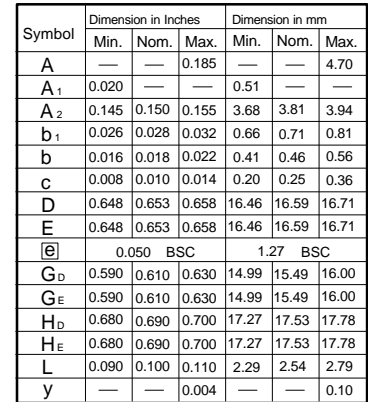 Symbol Dimension in Inches Dimension in mm
Min. Nom. Max. Min. Nom. Max.
A — — 0.185 — — 4.70
A1 0.020 — — 0.51 — —
A2 0.145 0.150 0.155 3.68 3.81 3.94
b1 0.026 0.028 0.032 0.66 0.71 0.81
b 0.016 0.018 0.022 0.41 0.46 0.56
c 0.008 0.010 0.014 0.20 0.25 0.36
D 0.648 0.653 0.658 16.46 16.59 16.71
E 0.648 0.653 0.658 16.46 16.59 16.71
e 0.050 BSC 1.27 BSC
GD 0.590 0.610 0.630 14.99 15.49 16.00
GE 0.590 0.610 0.630 14.99 15.49 16.00
HD 0.680 0.690 0.700 17.27 17.53 17.78
HE 0.680 0.690 0.700 17.27 17.53 17.78
L 0.090 0.100 0.110 2.29 2.54 2.79
y — — 0.004 — — 0.10